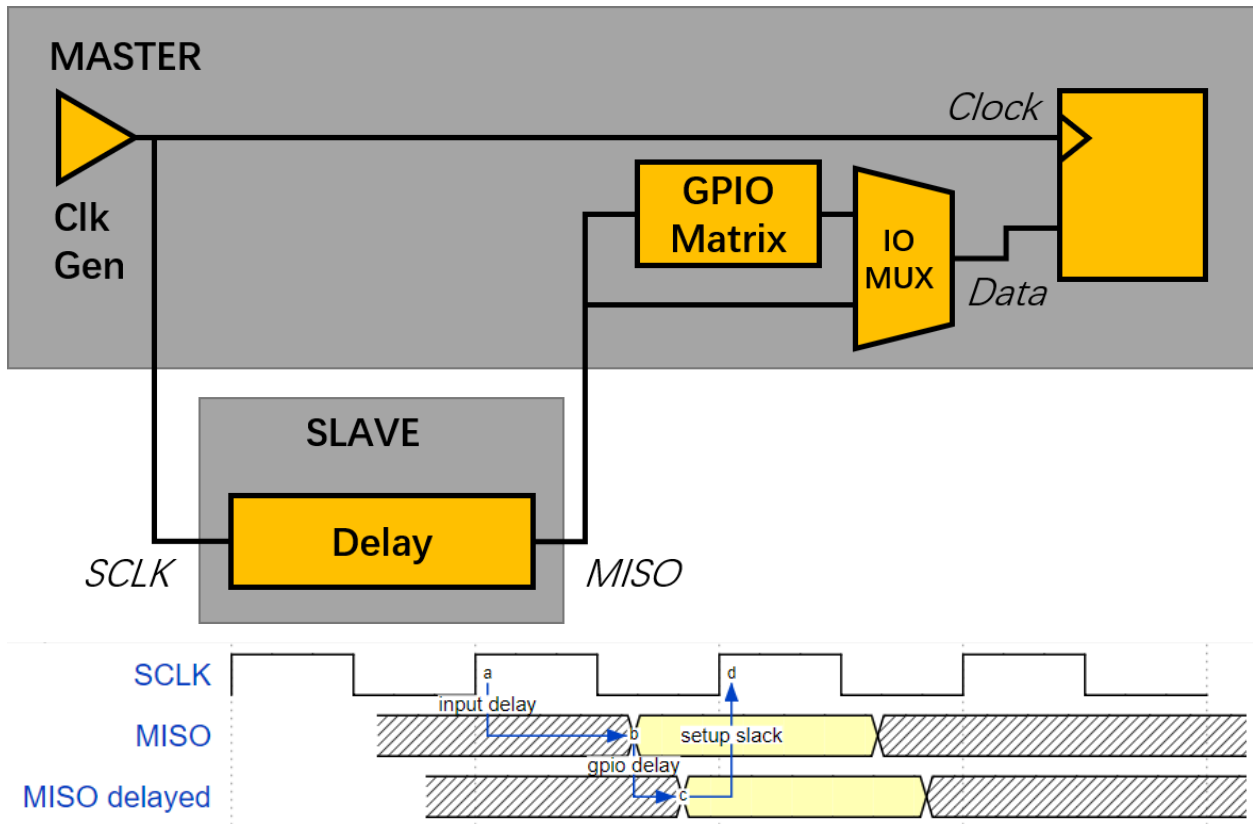 MASTER
Clk
Gen
Clock
GPIO
Matrix
IO
MUX
Data
SLAVE
Delay
SCLK
MISO
SCLK
a
d
input delay
MISO
b
setup slack
gpio delay
MISO delayed
c